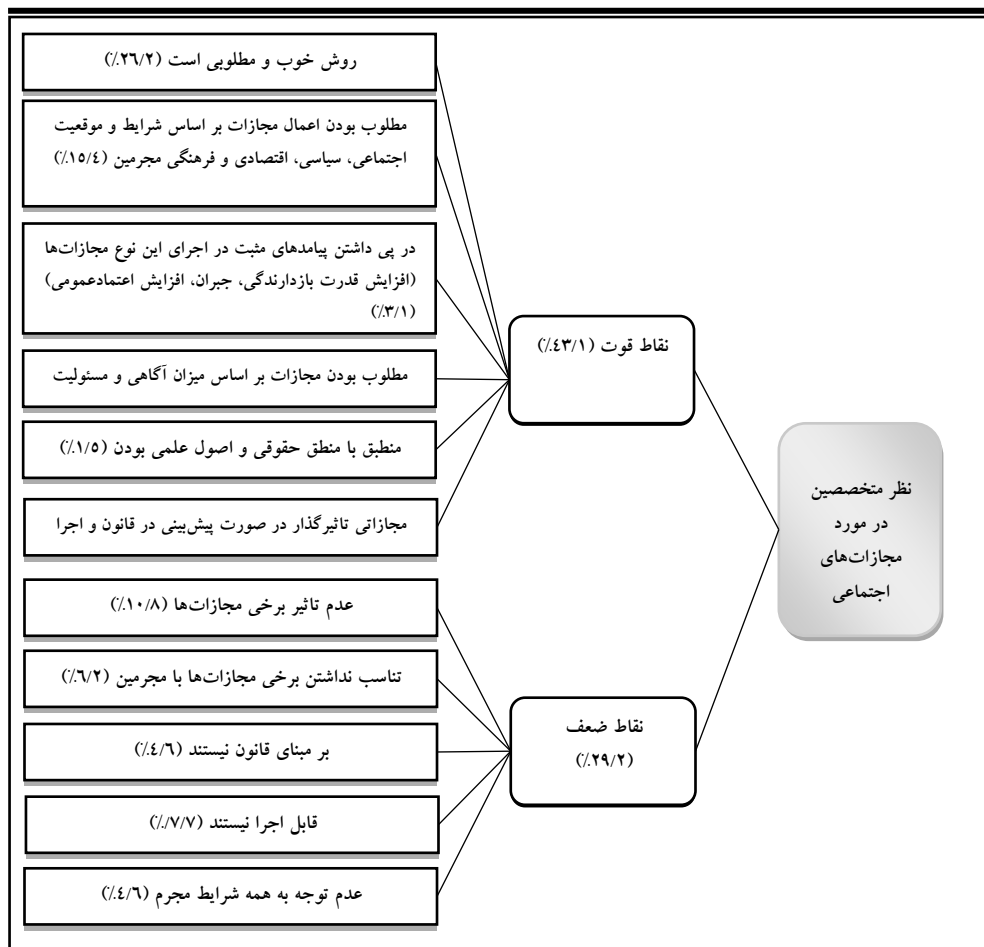 نظر متخصصین
در مورد
مجازات‌های
اجتماعی
نقاط قوت (٤٣/١٪)
روش خوب و مطلوبی است (٢٦/٢٪)
مطلوب بودن اعمال مجازات بر اساس شرایط و موقعیت
اجتماعی، سیاسی، اقتصادی و فرهنگی مجرمین (١٥/٤٪)
در پی داشتن پیامدهای مثبت در اجرای این نوع مجازات‌ها
(افزایش قدرت بازدارندگی، جبران، افزایش اعتمادعمومی)
(٣/١٪)
مطلوب بودن مجازات بر اساس میزان آگاهی و مسئولیت
منطبق با منطق حقوقی و اصول علمی بودن (١/٥٪)
مجازاتی تاثیرگذار در صورت پیش‌بینی در قانون و اجرا
نقاط ضعف
(٢٩/٢٪)
عدم تاثیر برخی مجازات‌ها (١٠/٨٪)
تناسب نداشتن برخی مجازات‌ها با مجرمین (٦/٢٪)
بر مبنای قانون نیستند (٤/٦٪)
قابل اجرا نیستند (٧/٧٪)
عدم توجه به همه شرایط مجرم (٤/٦٪)